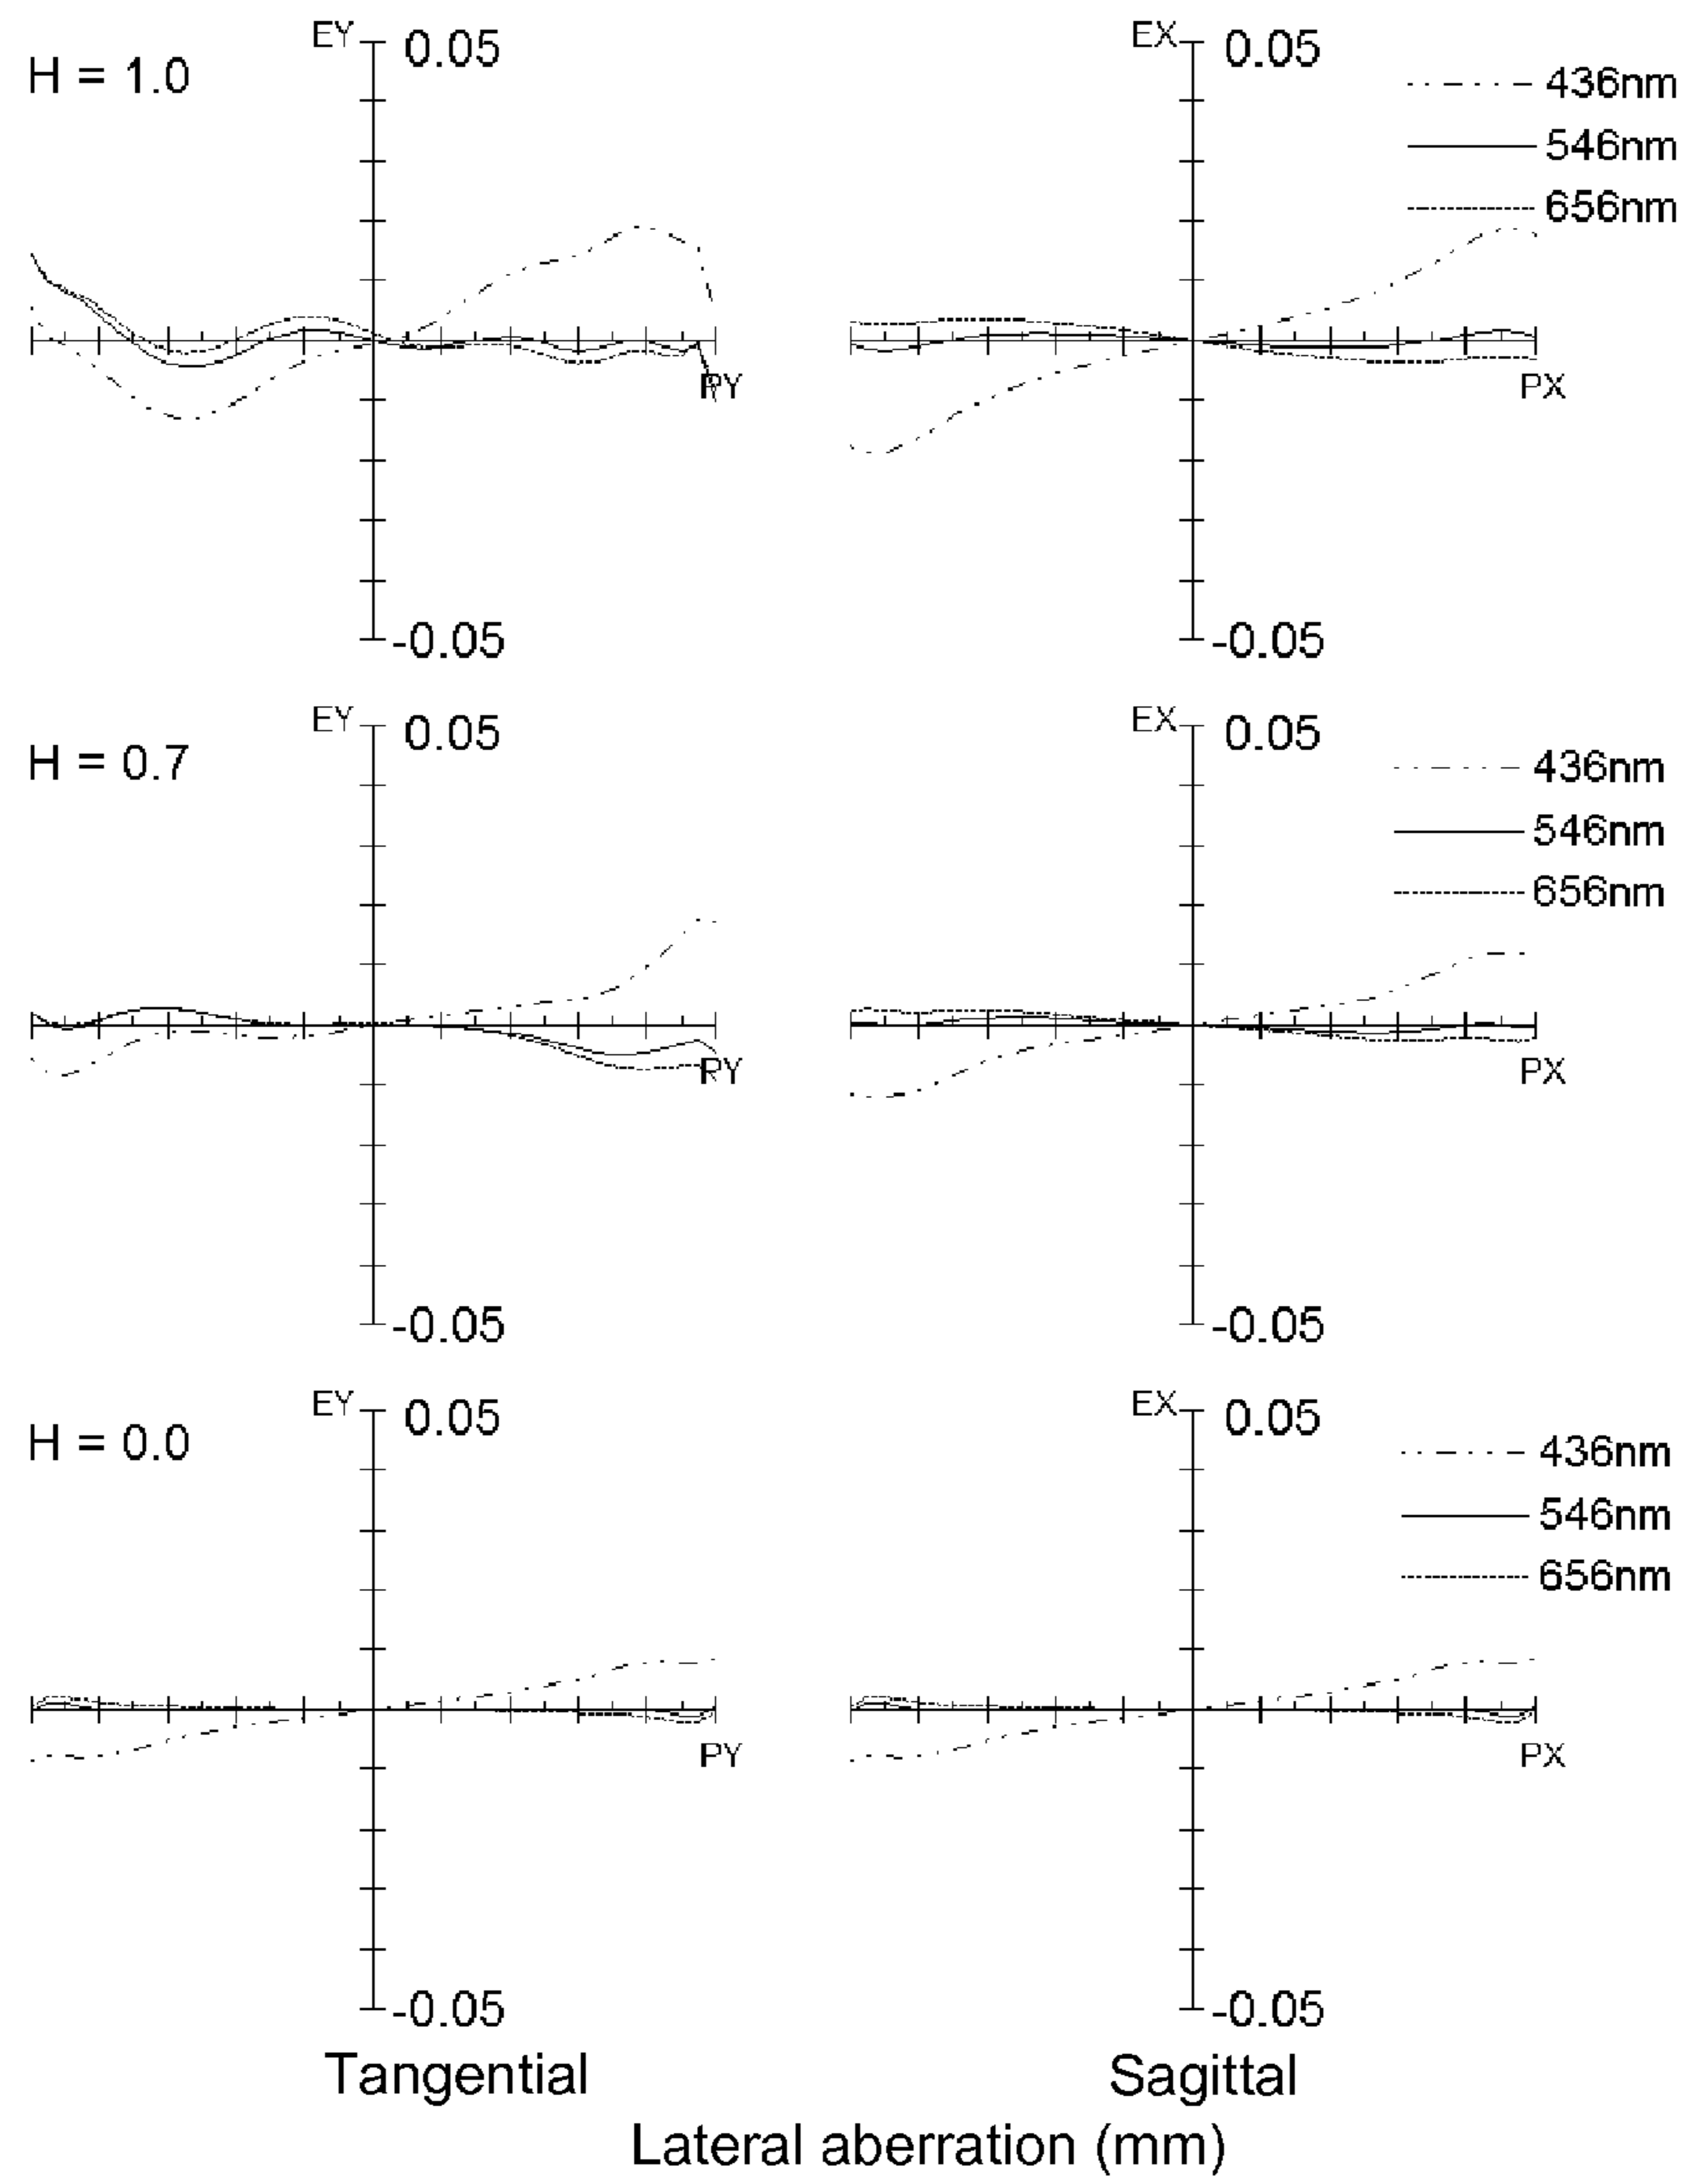 EY 0.05 EX 0.05
H = 1.0
436nm
546nm
656nm
PY PX
-0.05 -0.05
EY 0.05 EX 0.05
H = 0.7
436nm
546nm
656nm
PY PX
-0.05 -0.05
EY 0.05 EX 0.05
H = 0.0
436nm
546nm
656nm
PY PX
-0.05 -0.05
Tangential Sagittal
Lateral aberration (mm)